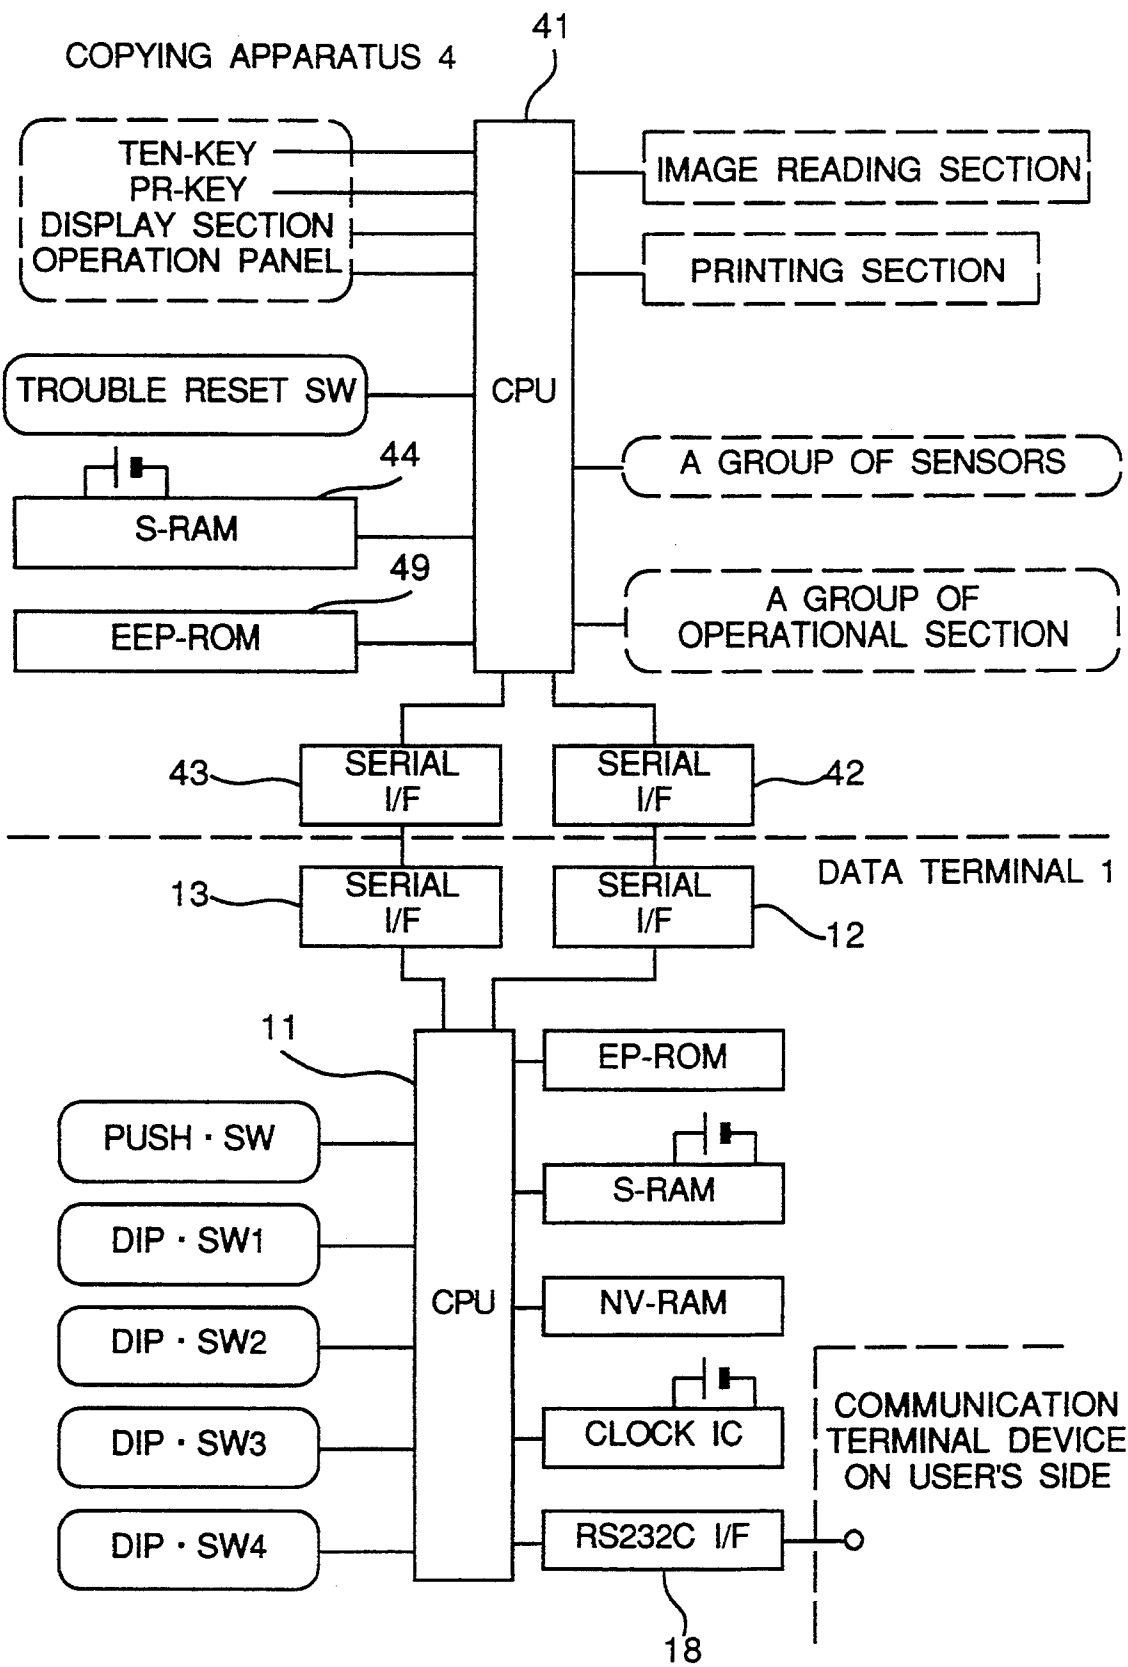 41
COPYING APPARATUS 4
TEN-KEY
PR-KEY
DISPLAY SECTION
OPERATION PANEL
IMAGE READING SECTION
PRINTING SECTION
TROUBLE RESET SW
CPU
44
S-RAM
A GROUP OF SENSORS
49
EEP-ROM
A GROUP OF
OPERATIONAL SECTION
43
SERIAL
I/F
SERIAL
I/F
42
DATA TERMINAL 1
13
SERIAL
I/F
SERIAL
I/F
12
11
EP-ROM
PUSH · SW
S-RAM
DIP · SW1
CPU
NV-RAM
DIP · SW2
COMMUNICATION
TERMINAL DEVICE
ON USER'S SIDE
DIP · SW3
CLOCK IC
DIP · SW4
RS232C I/F
18